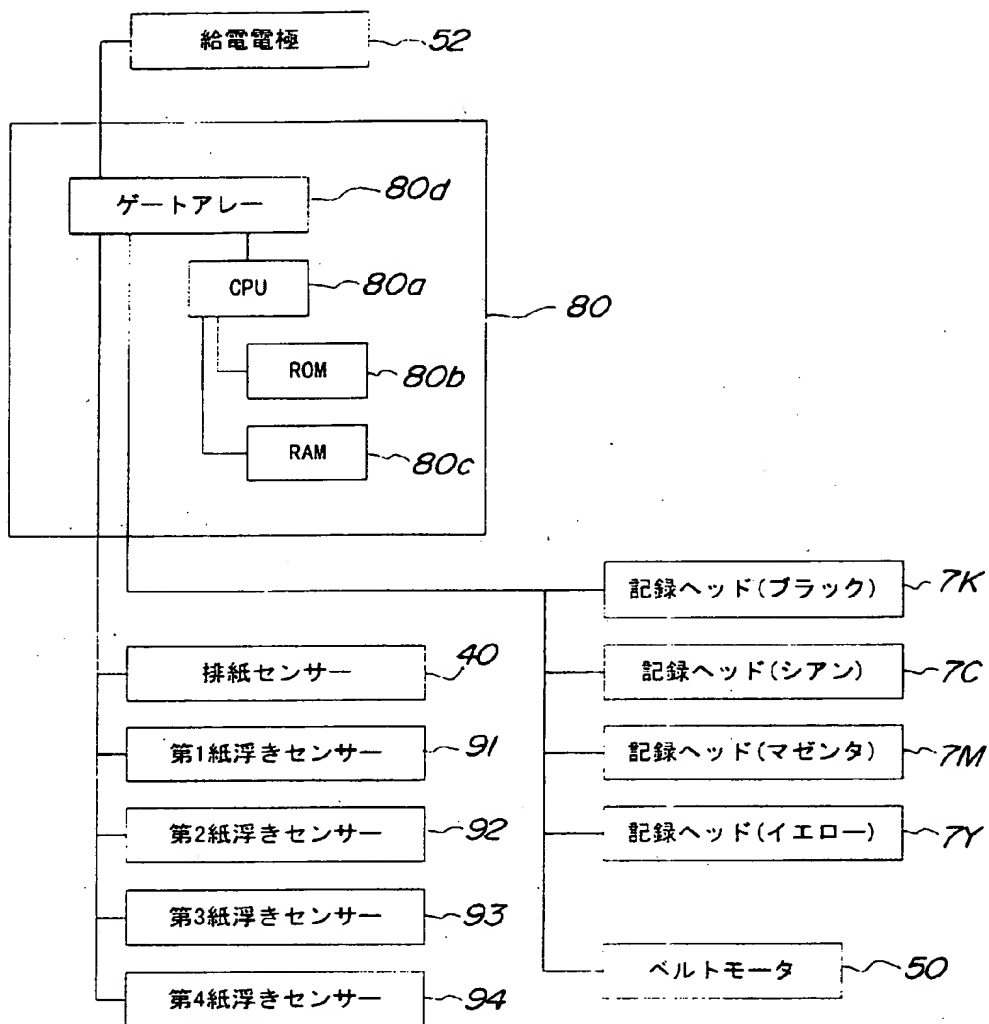 給電電極 52
ゲートアレー 80d
CPU 80a
80
ROM 80b
RAM 80c
記録ヘッド(ブラック) 7K
排紙センサー 40
記録ヘッド(シアン) 7C
第1紙浮きセンサー 91
記録ヘッド(マゼンタ) 7M
第2紙浮きセンサー 92
記録ヘッド(イエロー) 7Y
第3紙浮きセンサー 93
ベルトモータ 50
第4紙浮きセンサー 94